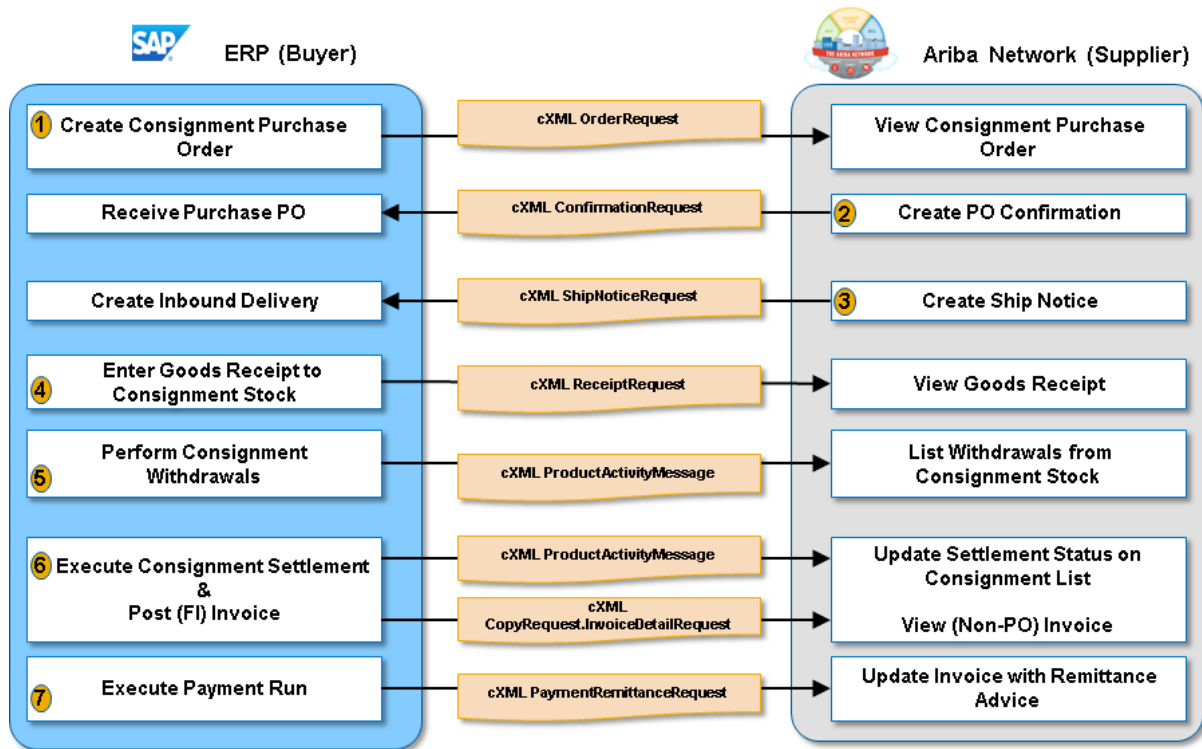 SAP
ERP (Buyer)
THE ARIBA NETWORK
Ariba Network (Supplier)
1
Create Consignment Purchase
Order
cXML OrderRequest
View Consignment Purchase
Order
Receive Purchase PO
cXML ConfirmationRequest
2
Create PO Confirmation
Create Inbound Delivery
cXML ShipNoticeRequest
3
Create Ship Notice
4
Enter Goods Receipt to
Consignment Stock
cXML ReceiptRequest
View Goods Receipt
5
Perform Consignment
Withdrawals
cXML ProductActivityMessage
List Withdrawals from
Consignment Stock
6
Execute Consignment Settlement
&
Post (FI) Invoice
cXML ProductActivityMessage
cXML
CopyRequest.InvoiceDetailRequest
Update Settlement Status on
Consignment List
View (Non-PO) Invoice
7
Execute Payment Run
cXML PaymentRemittanceRequest
Update Invoice with Remittance
Advice